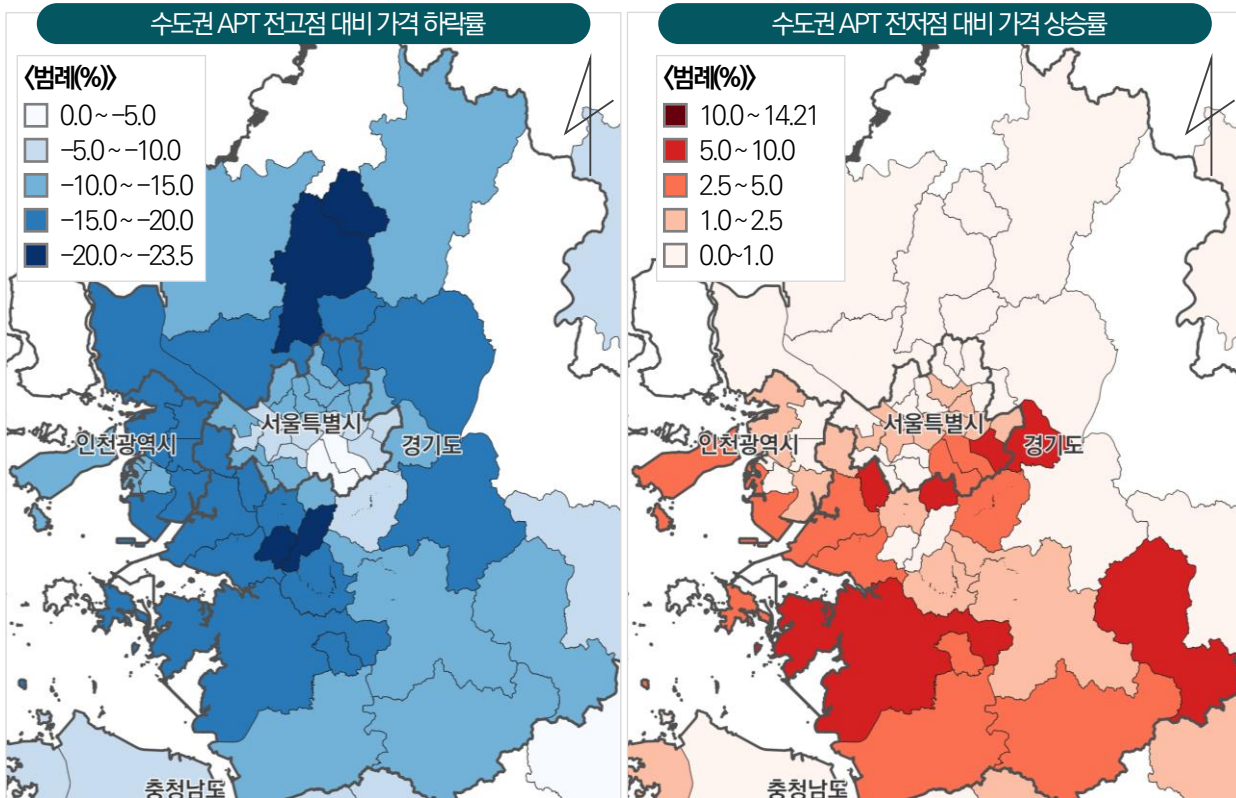 수도권 APT 전고점 대비 가격 하락률
〈범례(%)〉
0.0 ~ −5.0
−5.0 ~ −10.0
−10.0 ~ −15.0
−15.0 ~ −20.0
−20.0 ~ −23.5
서울특별시
인천광역시
경기도
충청남도
수도권 APT 전저점 대비 가격 상승률
〈범례(%)〉
10.0 ~ 14.21
5.0 ~ 10.0
2.5 ~ 5.0
1.0 ~ 2.5
0.0~1.0
서울특별시
인천광역시
경기도
충청남도